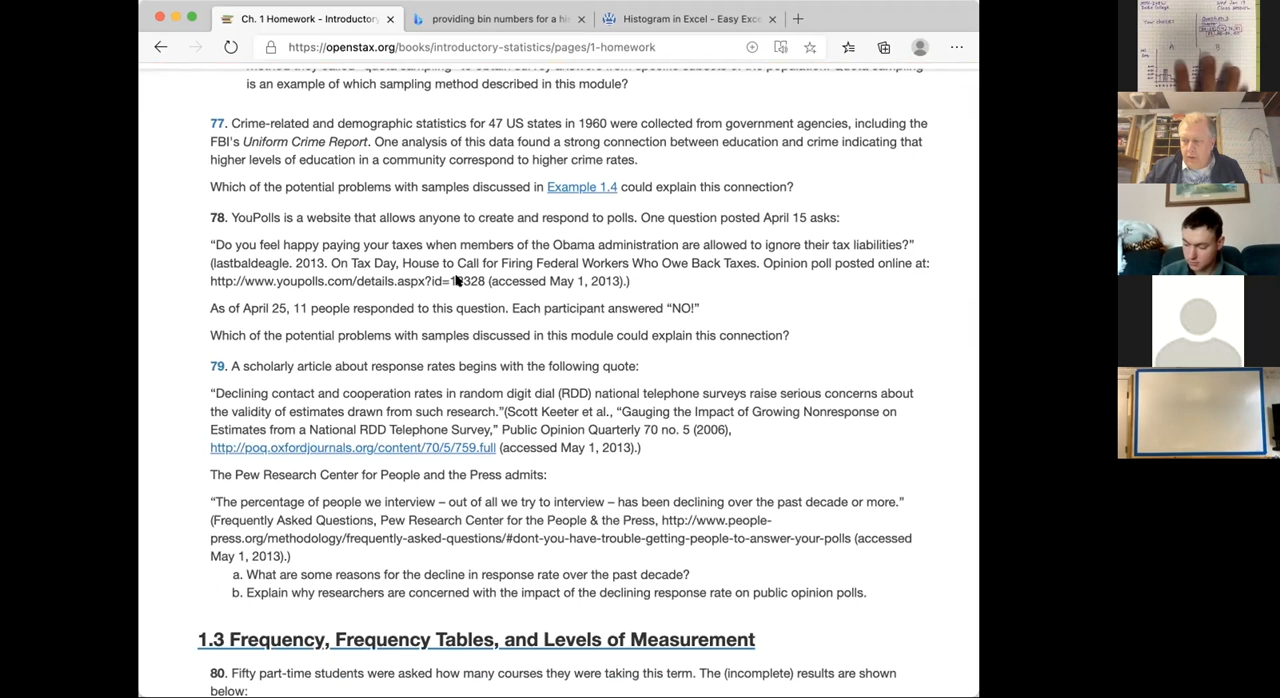 Ch. 1 Homework - Introductory
providing bin numbers for a hi
Histogram in Excel - Easy Exc
https://openstax.org/books/introductory-statistics/pages/1-homework
is an example of which sampling method described in this module?
77. Crime-related and demographic statistics for 47 US states in 1960 were collected from government agencies, including the
FBI's Uniform Crime Report. One analysis of this data found a strong connection between education and crime indicating that
higher levels of education in a community correspond to higher crime rates.
Which of the potential problems with samples discussed in Example 1.4 could explain this connection?
78. YouPolls is a website that allows anyone to create and respond to polls. One question posted April 15 asks:
“Do you feel happy paying your taxes when members of the Obama administration are allowed to ignore their tax liabilities?”
(lastbaldeagle. 2013. On Tax Day, House to Call for Firing Federal Workers Who Owe Back Taxes. Opinion poll posted online at:
(accessed May 1, 2013).)
As of April 25, 11 people responded to this question. Each participant answered “NO!”
Which of the potential problems with samples discussed in this module could explain this connection?
79. A scholarly article about response rates begins with the following quote:
“Declining contact and cooperation rates in random digit dial (RDD) national telephone surveys raise serious concerns about
the validity of estimates drawn from such research.”(Scott Keeter et al., “Gauging the Impact of Growing Nonresponse on
Estimates from a National RDD Telephone Survey,” Public Opinion Quarterly 70 no. 5 (2006),
http://poq.oxfordjournals.org/content/70/5/759.full (accessed May 1, 2013).)
The Pew Research Center for People and the Press admits:
“The percentage of people we interview – out of all we try to interview – has been declining over the past decade or more.”
(Frequently Asked Questions, Pew Research Center for the People & the Press, http://www.people-
press.org/methodology/frequently-asked-questions/#dont-you-have-trouble-getting-people-to-answer-your-polls (accessed
May 1, 2013).)
a. What are some reasons for the decline in response rate over the past decade?
b. Explain why researchers are concerned with the impact of the declining response rate on public opinion polls.
1.3 Frequency, Frequency Tables, and Levels of Measurement
80. Fifty part-time students were asked how many courses they were taking this term. The (incomplete) results are shown
below: